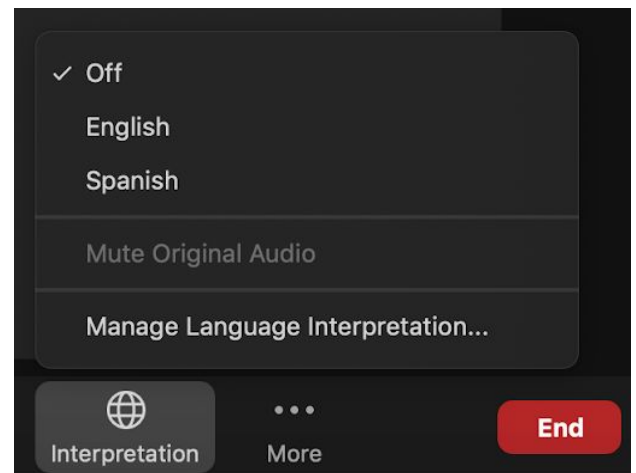 Off
English
Spanish
Mute Original Audio
Manage Language Interpretation...
Interpretation
More
End